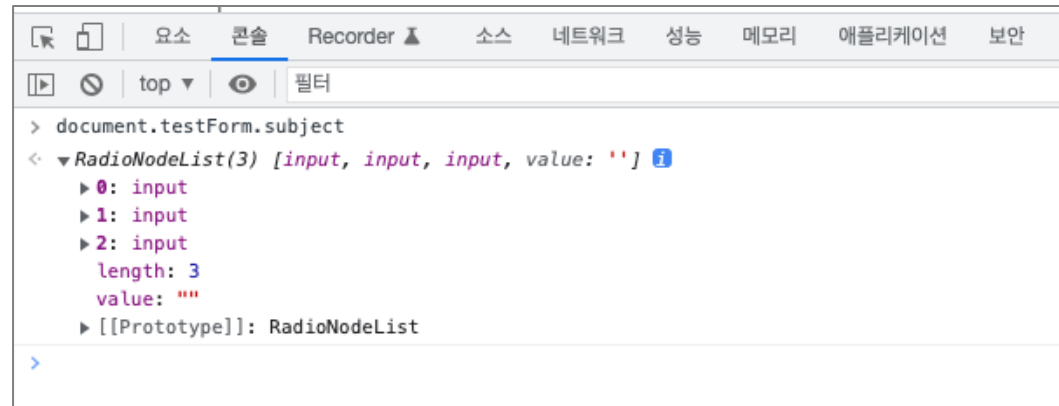 요소 콘솔 Recorder 소스 네트워크 성능 메모리 애플리케이션 보안
top ▼ 필터
> document.testForm.subject
<· ▼RadioNodeList(3) [input, input, input, value: ''] i
▶0: input
▶1: input
▶2: input
length: 3
value: ""
▶[[Prototype]]: RadioNodeList
>